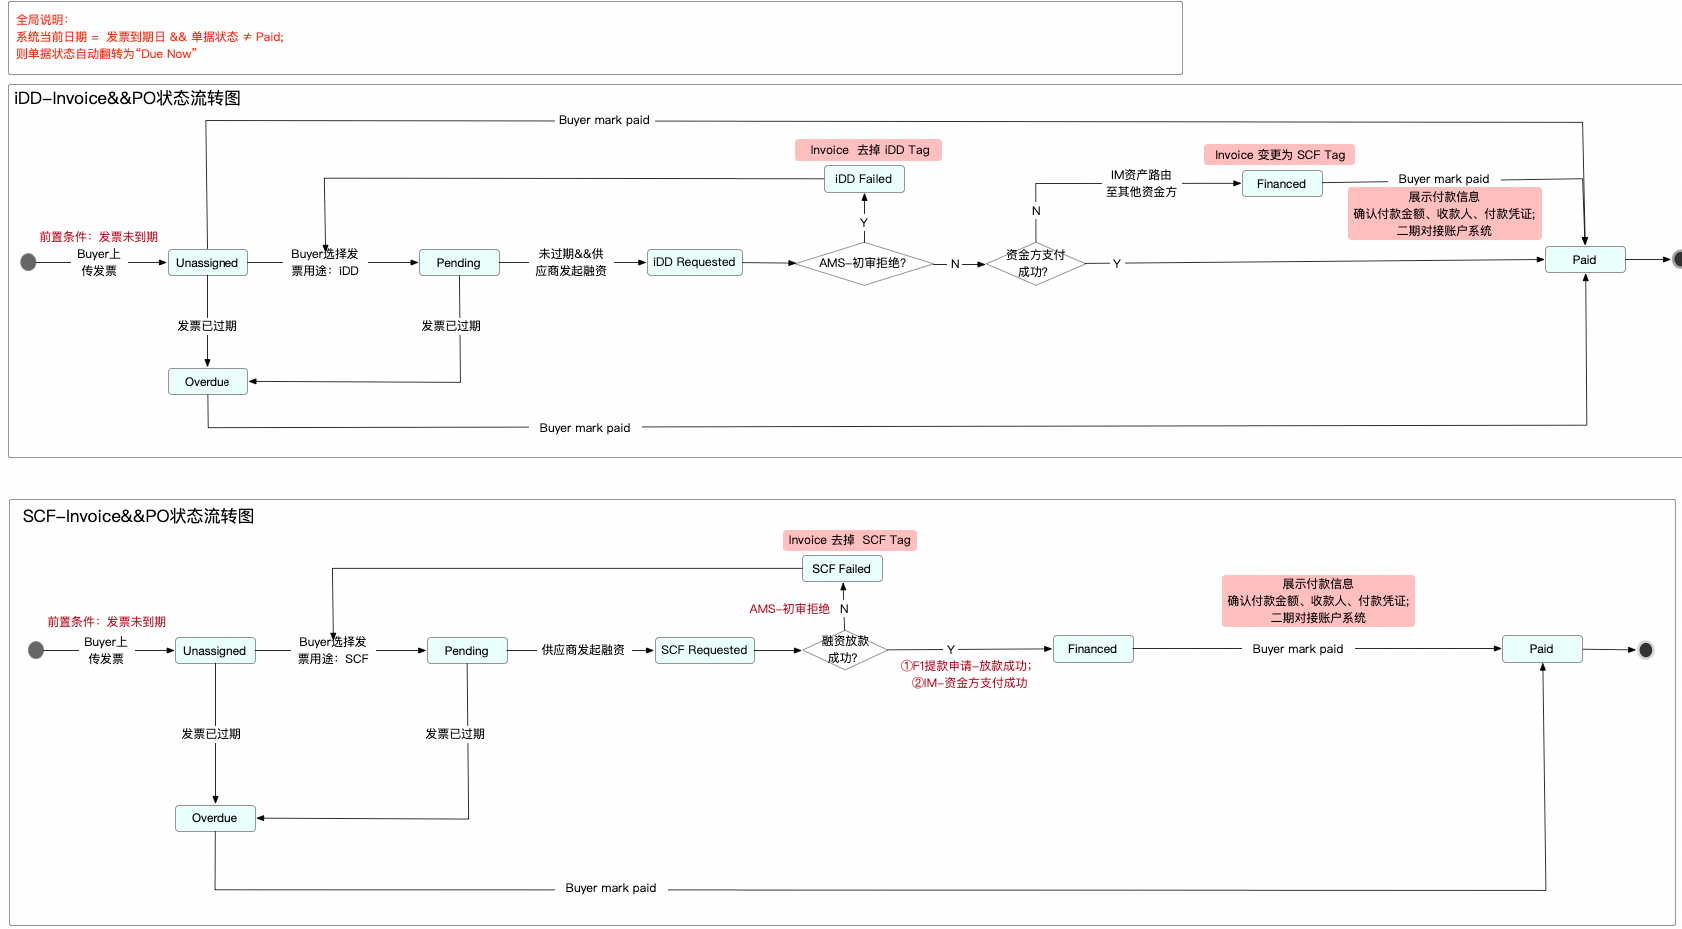 全局说明：
系统当前日期 = 发票到期日 && 单据状态 ≠ Paid;
则单据状态自动翻转为“Due Now”
iDD-Invoice&&PO状态流转图
Buyer mark paid
Invoice 去掉 iDD Tag
iDD Failed
Y
Invoice 变更为 SCF Tag
IM资产路由
至其他资金方
Financed
Buyer mark paid
展示付款信息
确认付款金额、收款人、付款凭证;
二期对接账户系统
N
前置条件：发票未到期
Buyer上
传发票
Unassigned
Buyer选择发
票用途：iDD
Pending
未过期&&供
应商发起融资
iDD Requested
AMS-初审拒绝?
N
资金方支付
成功?
Y
Paid
发票已过期
发票已过期
Overdue
Buyer mark paid
SCF-Invoice&&PO状态流转图
Invoice 去掉 SCF Tag
SCF Failed
AMS-初审拒绝
N
展示付款信息
确认付款金额、收款人、付款凭证;
二期对接账户系统
前置条件：发票未到期
Buyer上
传发票
Unassigned
Buyer选择发
票用途：SCF
Pending
供应商发起融资
SCF Requested
融资放款
成功?
Y
①F1提款申请-放款成功;
②IM-资金方支付成功
Financed
Buyer mark paid
Paid
发票已过期
发票已过期
Overdue
Buyer mark paid